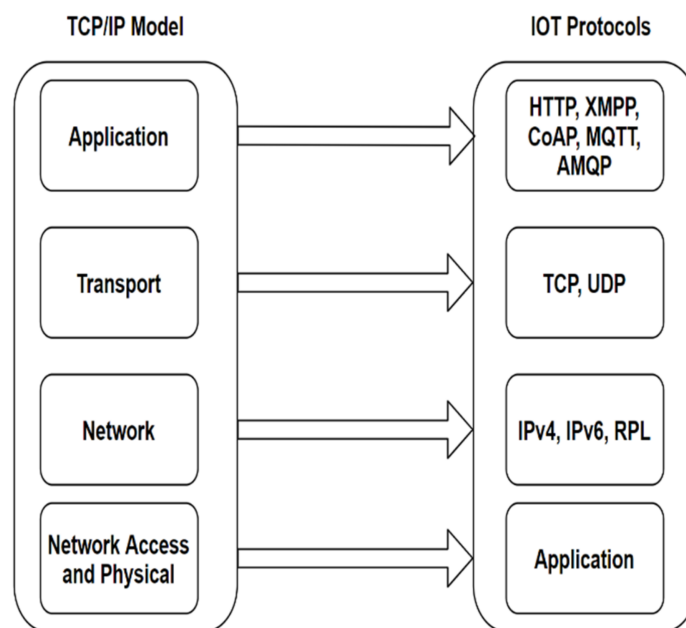 TCP/IP Model
IOT Protocols
Application
HTTP, XMPP,
CoAP, MQTT,
AMQP
Transport
TCP, UDP
Network
IPv4, IPv6, RPL
Network Access
and Physical
Application